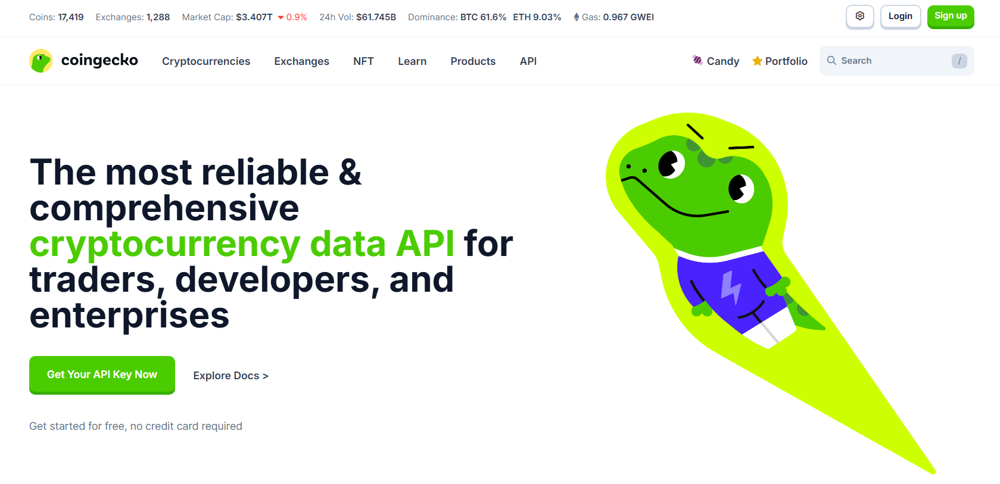 Coins: 17,419 Exchanges: 1,288 Market Cap: $3.407T 0.9% 24h Vol: $61.745B Dominance: BTC 61.6% ETH 9.03% Gas: 0.967 GWEI Login Sign up
coingecko Cryptocurrencies Exchanges NFT Learn Products API Candy Portfolio Search /
The most reliable &
comprehensive
cryptocurrency data API for
traders, developers, and
enterprises
Get Your API Key Now Explore Docs >
Get started for free, no credit card required